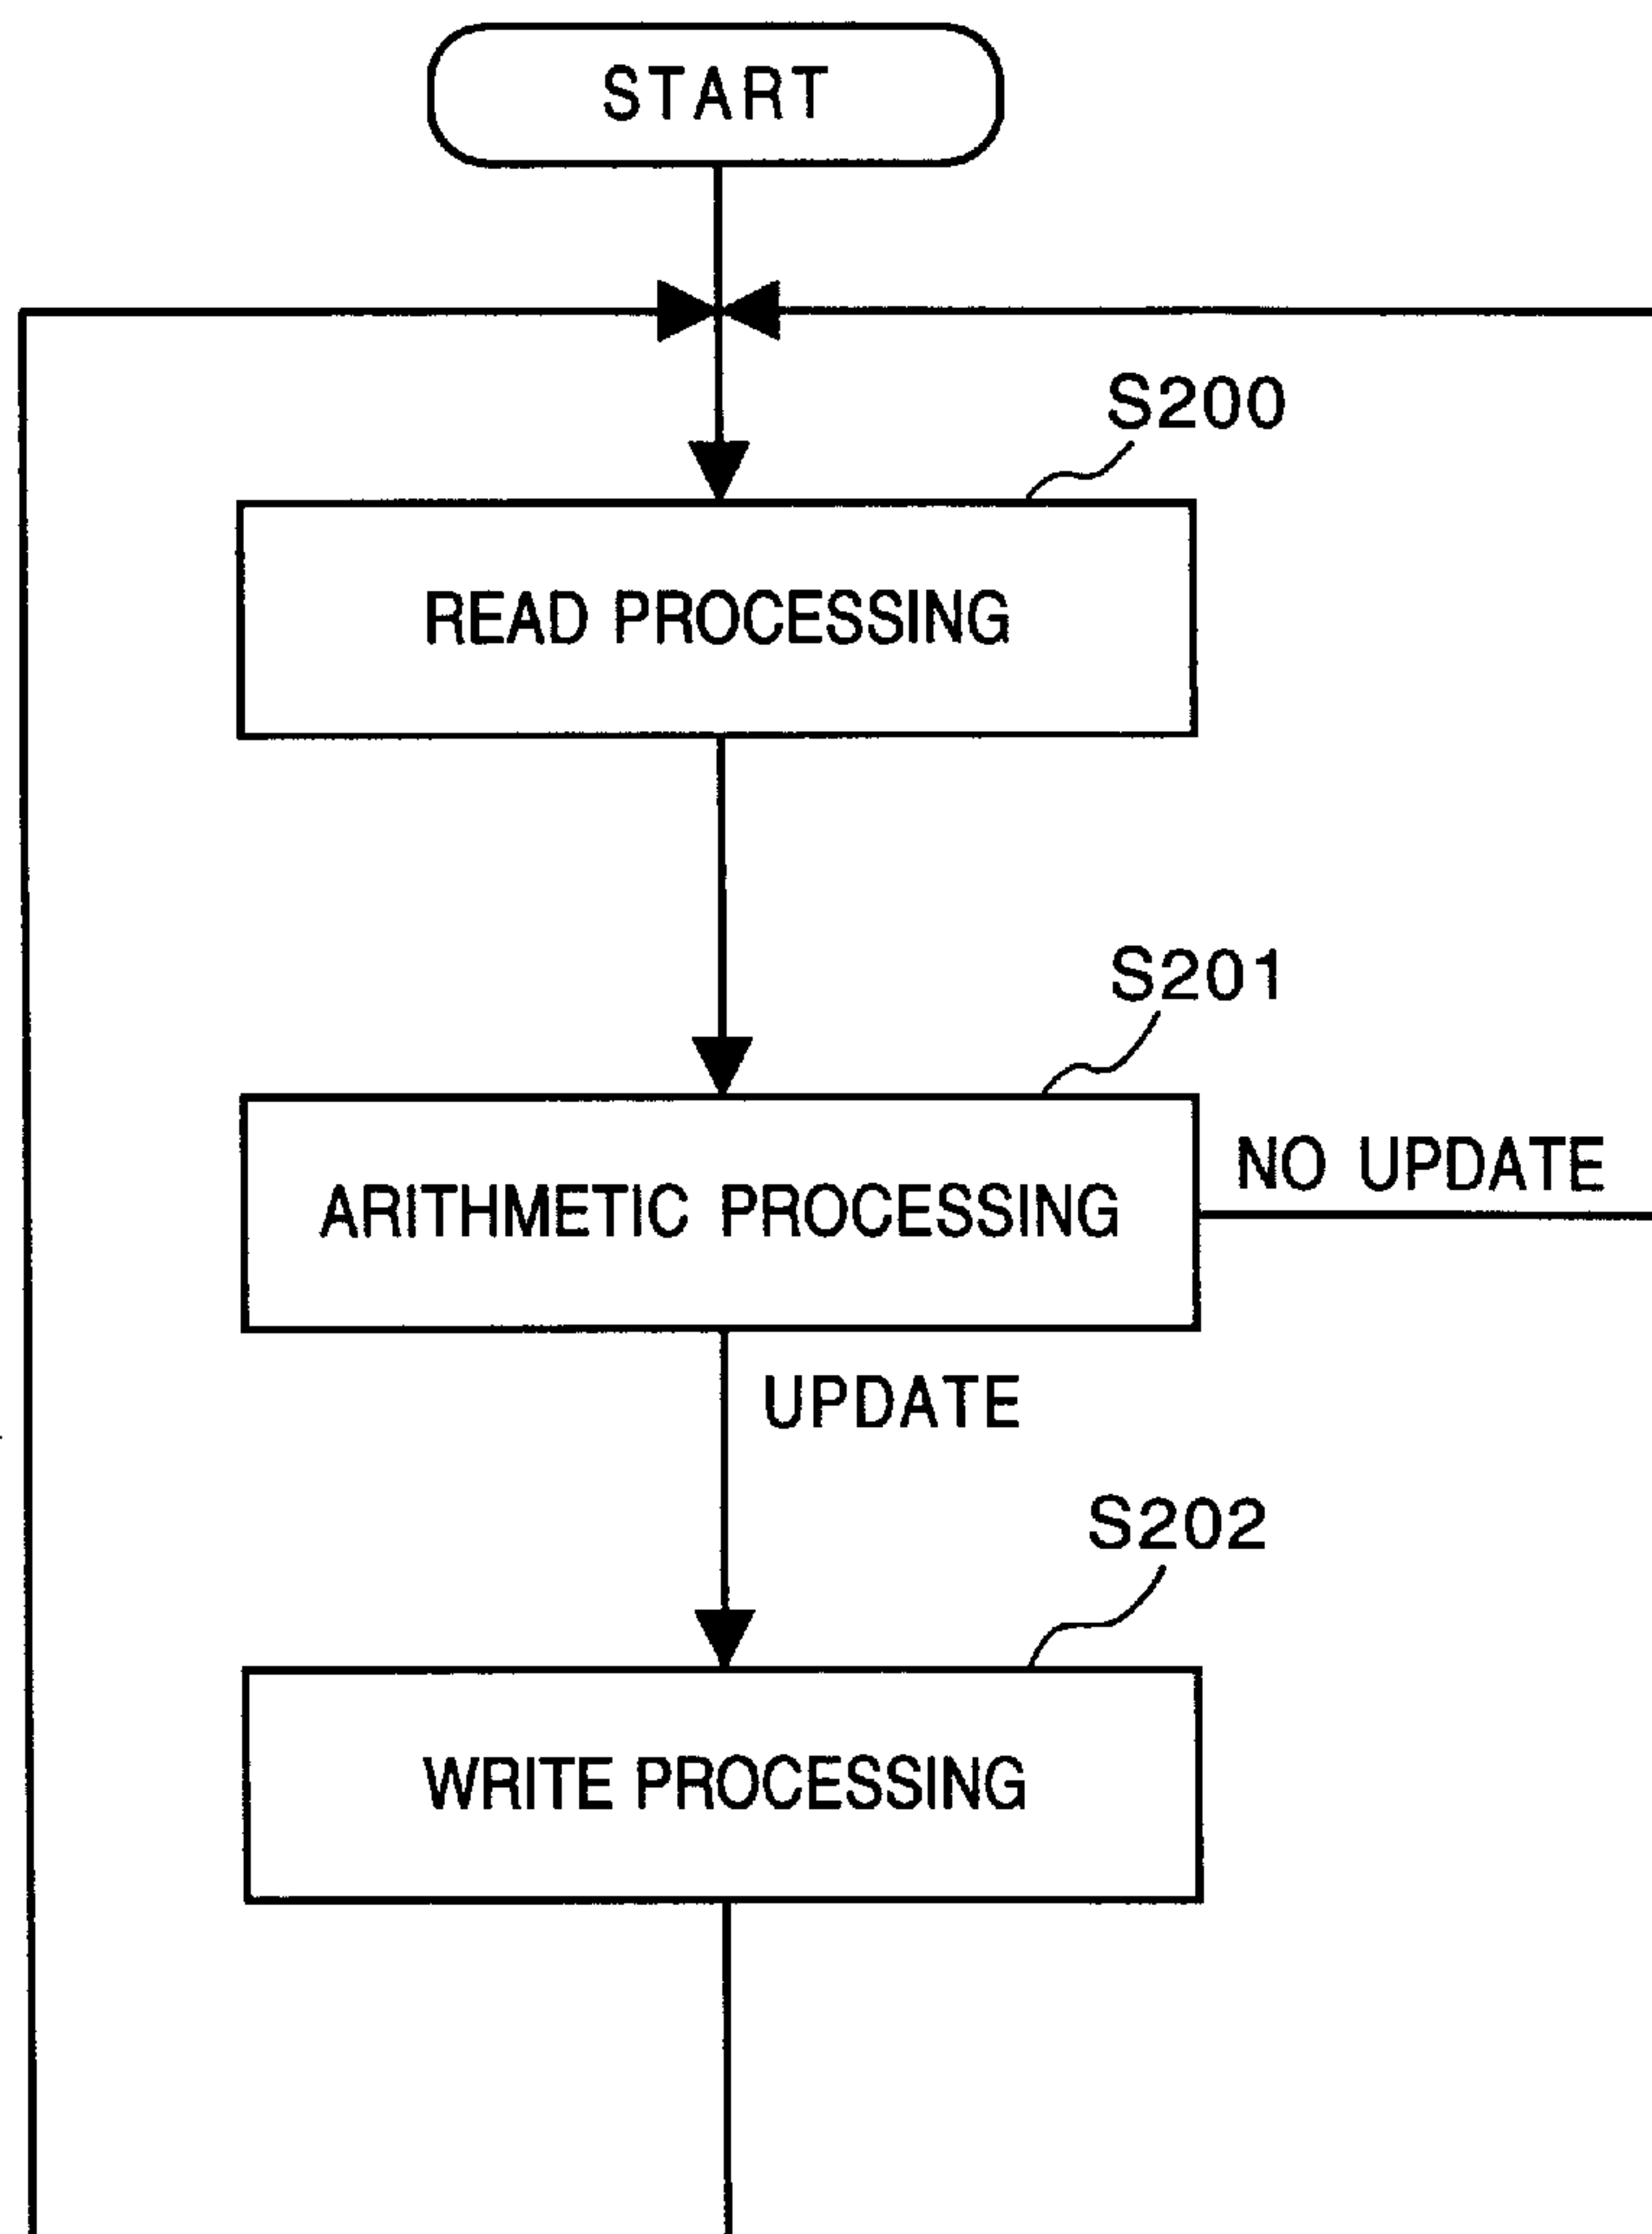 START
S200
READ PROCESSING
S201
ARITHMETIC PROCESSING
NO UPDATE
UPDATE
S202
WRITE PROCESSING